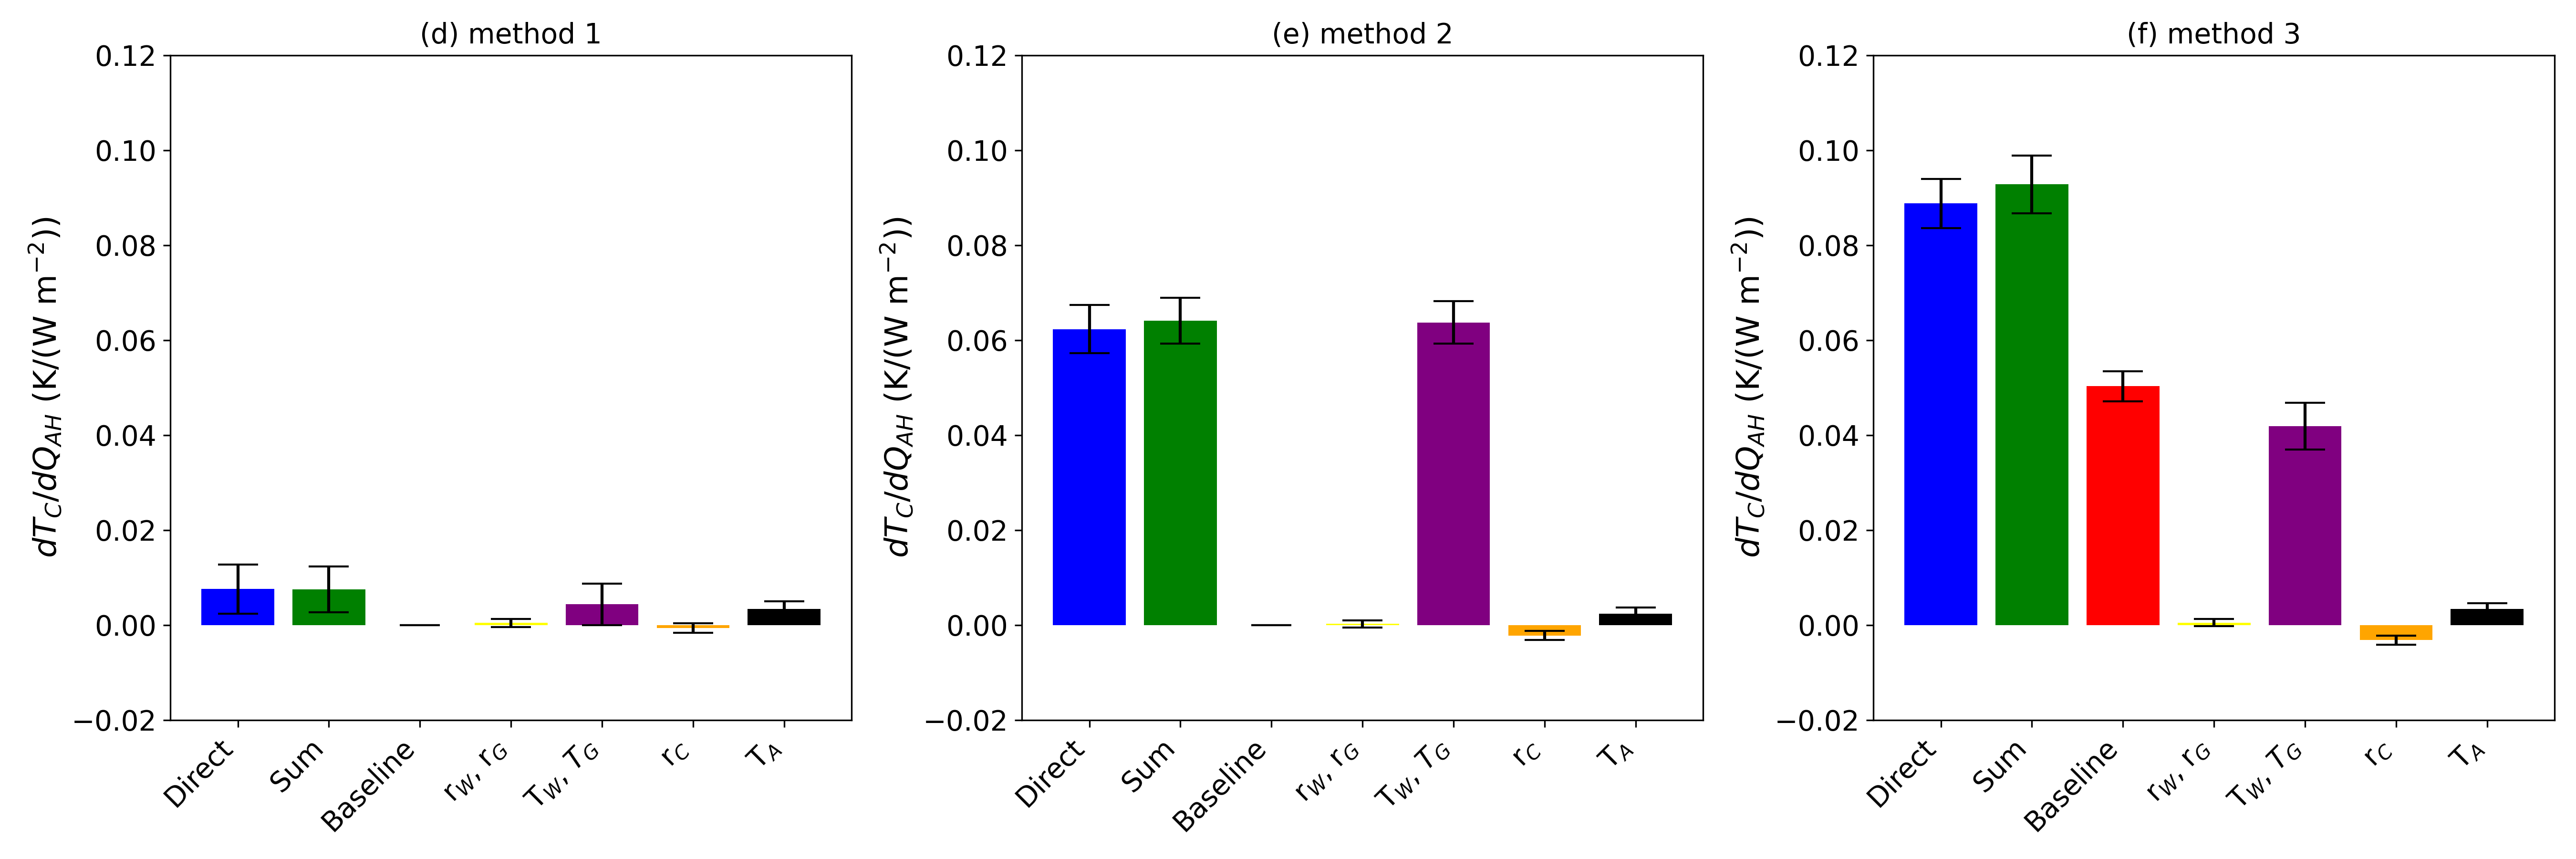 (d) method 1
(e) method 2
(f) method 3
0.12
0.10
0.08
0.06
0.04
0.02
0.00
−0.02
dT_C/dQ_AH (K/(W m⁻²))
Direct
Sum
Baseline
r_W, r_G
T_W, T_G
r_C
T_A
0.12
0.10
0.08
0.06
0.04
0.02
0.00
−0.02
dT_C/dQ_AH (K/(W m⁻²))
Direct
Sum
Baseline
r_W, r_G
T_W, T_G
r_C
T_A
0.12
0.10
0.08
0.06
0.04
0.02
0.00
−0.02
dT_C/dQ_AH (K/(W m⁻²))
Direct
Sum
Baseline
r_W, r_G
T_W, T_G
r_C
T_A